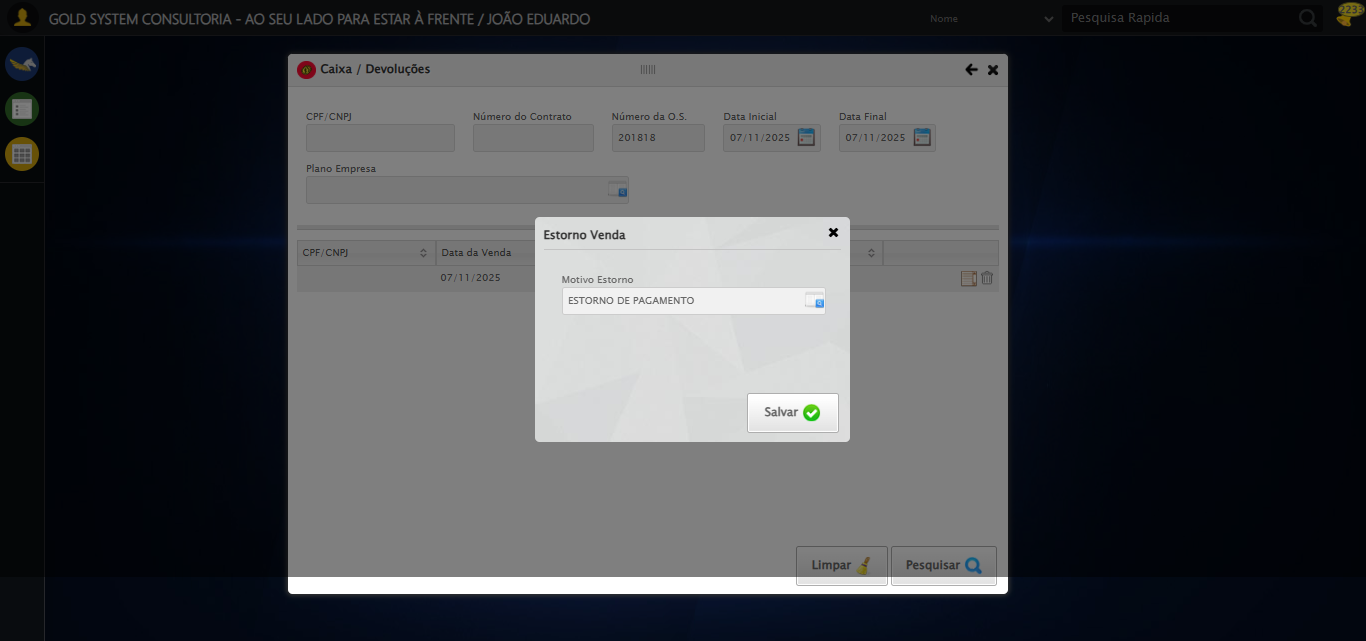 GOLD SYSTEM CONSULTORIA - AO SEU LADO PARA ESTAR À FRENTE / JOÃO EDUARDO
Nome
Pesquisa Rapida
2233
Caixa / Devoluções
CPF/CNPJ
Número do Contrato
Número da O.S.
Data Inicial
Data Final
201818
07/11/2025
07/11/2025
Plano Empresa
Estorno Venda
CPF/CNPJ
Data da Venda
07/11/2025
Motivo Estorno
ESTORNO DE PAGAMENTO
Salvar
Limpar
Pesquisar